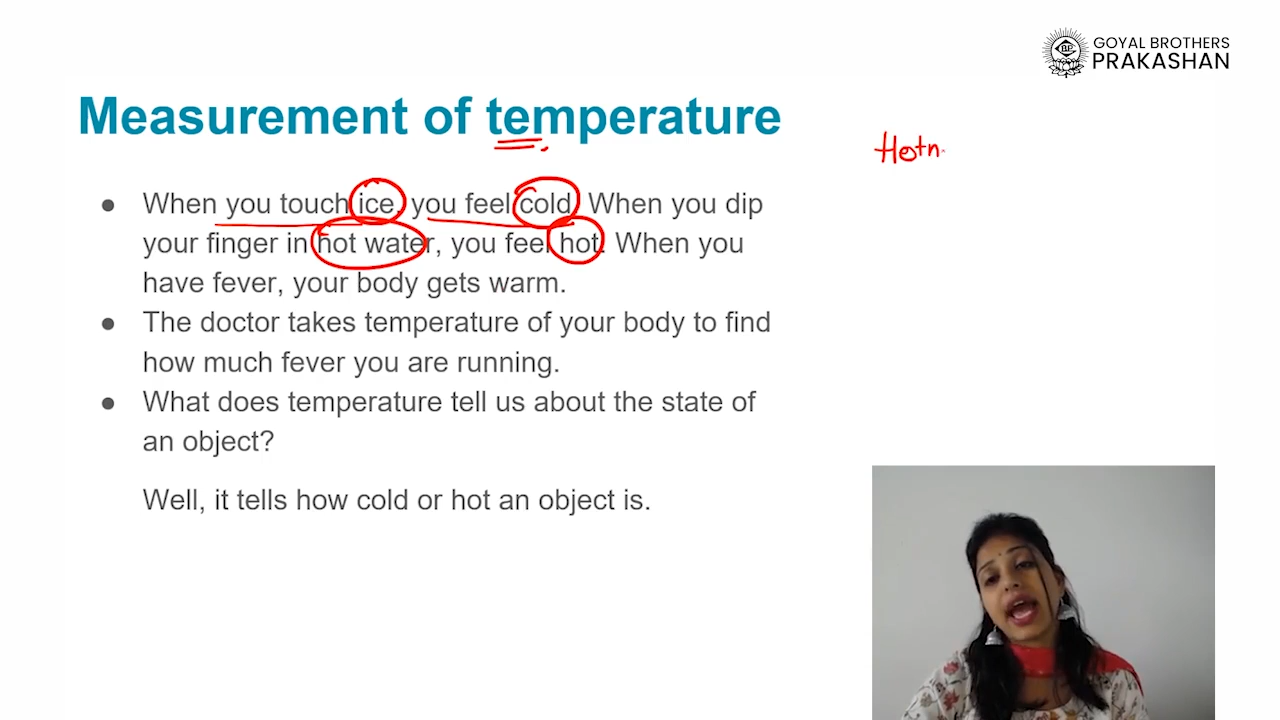 GOYAL BROTHERS
PRAKASHAN
Measurement of temperature
Hotn
● When you touch ice, you feel cold. When you dip
your finger in hot water, you feel hot. When you
have fever, your body gets warm.
● The doctor takes temperature of your body to find
how much fever you are running.
● What does temperature tell us about the state of
an object?
Well, it tells how cold or hot an object is.